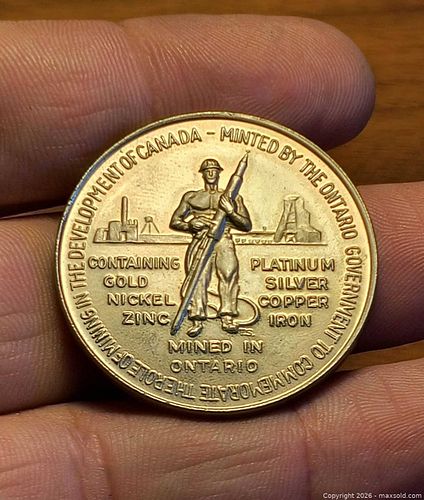 MINTED BY THE ONTARIO GOVERNMENT TO COMMEMORATE THE ROLE OF MINING IN THE DEVELOPMENT OF CANADA –
CONTAINING PLATINUM
GOLD SILVER
NICKEL COPPER
ZINC IRON
MINED IN
ONTARIO
Copyright 2026 - maxsold.com